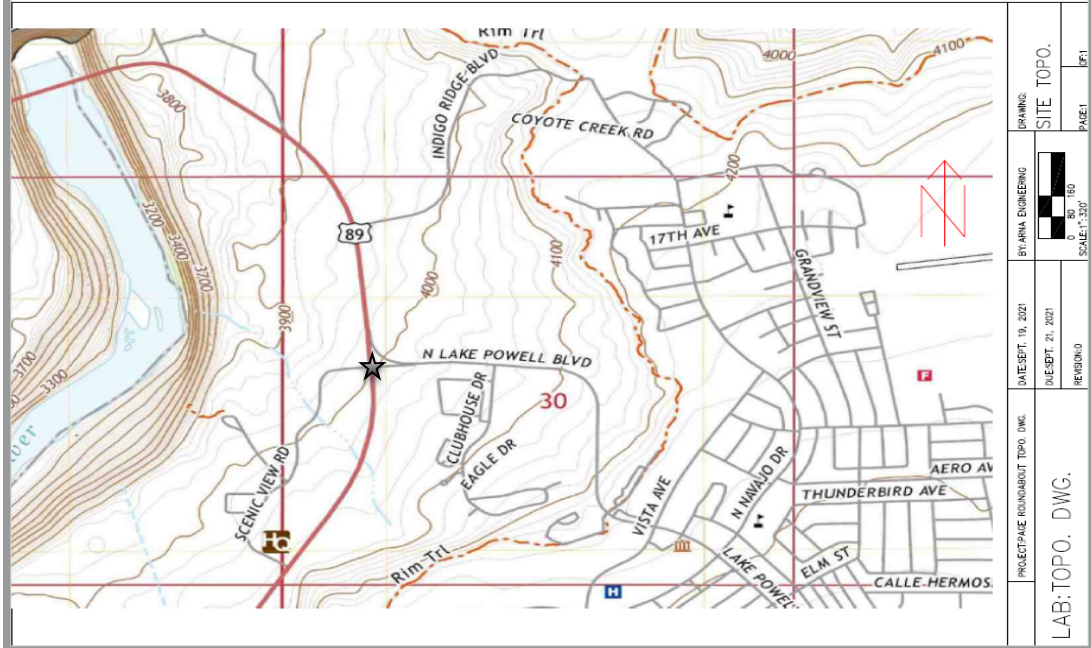 Rim Trl
4000
4100
3800
INDIGO RIDGE BLVD
COYOTE CREEK RD
4200
3200
3400
3700
89
17TH AVE
4100
GRANDVIEW ST
4000
3900
N LAKE POWELL BLVD
3700
3300
CLUBHOUSE DR
30
F
EAGLE DR
SCENIC VIEW RD
VISTA AVE
N NAVAJO DR
AERO AV
THUNDERBIRD AVE
HQ
Rim Trl
LAKE POWELL
ELM ST
CALLE HERMOS
H
DRAWING:
SITE TOPO.
PAGE:1
OF:1
BY: ARNA ENGINEERING
0 80 160
SCALE:1":320'
N
DATE:SEPT. 19, 2021
DUE:SEPT. 21, 2021
REVISION:0
PROJECT:PAGE ROUNDABOUT TOPO. DWG.
LAB: TOPO. DWG.